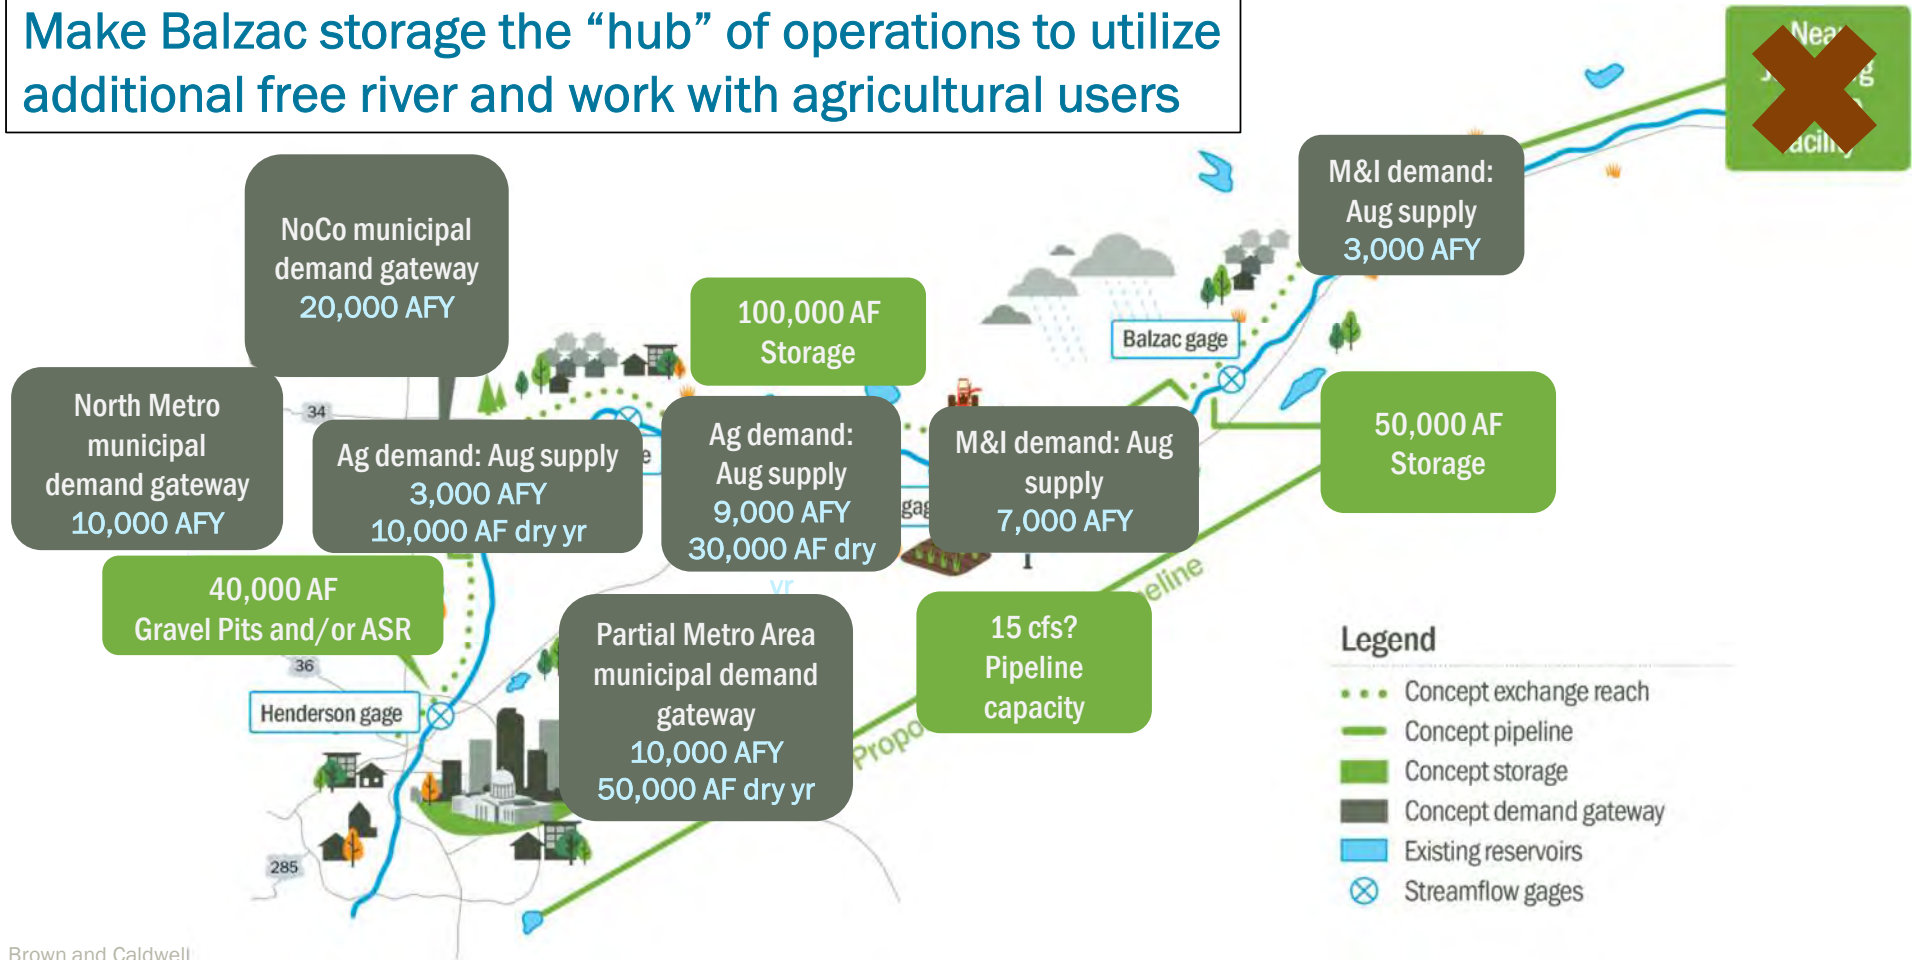 Make Balzac storage the “hub” of operations to utilize
additional free river and work with agricultural users
M&I demand:
Aug supply
3,000 AFY
NoCo municipal
demand gateway
20,000 AFY
100,000 AF
Storage
Balzac gage
North Metro
municipal
demand gateway
10,000 AFY
34
Ag demand: Aug supply
3,000 AFY
10,000 AF dry yr
Ag demand:
Aug supply
9,000 AFY
30,000 AF dry
yr
M&I demand: Aug
supply
7,000 AFY
50,000 AF
Storage
40,000 AF
Gravel Pits and/or ASR
36
Henderson gage
Partial Metro Area
municipal demand
gateway
10,000 AFY
50,000 AF dry yr
15 cfs?
Pipeline
capacity
285
Legend
Concept exchange reach
Concept pipeline
Concept storage
Concept demand gateway
Existing reservoirs
Streamflow gages
Brown and Caldwell